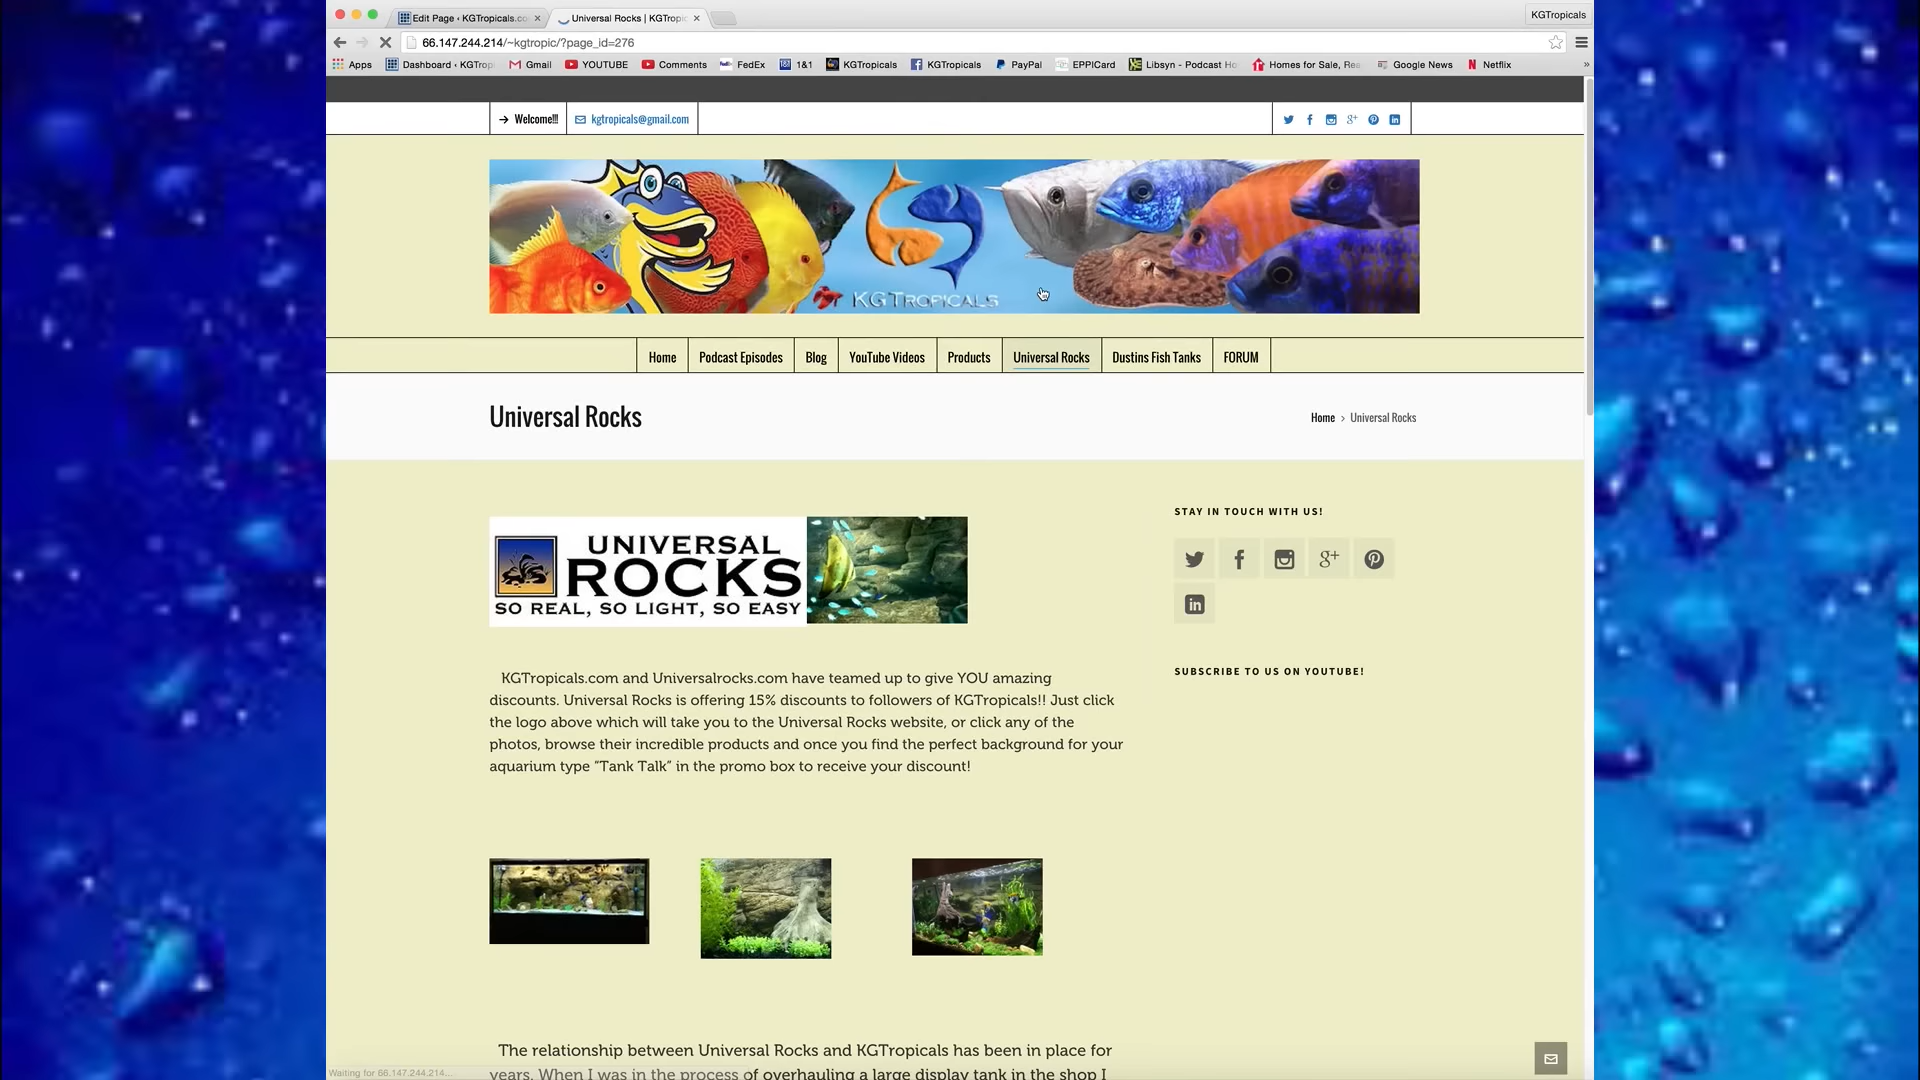 Edit Page ‹ KGTropicals.co
Universal Rocks | KGTropic
KGTropicals
66.147.244.214/~kgtropic/?page_id=276
Apps
Dashboard ‹ KGTrop
Gmail
YOUTUBE
Comments
FedEx
1&1
KGTropicals
KGTropicals
PayPal
EPPICard
Libsyn - Podcast Ho
Homes for Sale, Rea
Google News
Netflix
»
→ Welcome!!!
kgtropicals@gmail.com
KGTROPICALS
Home
Podcast Episodes
Blog
YouTube Videos
Products
Universal Rocks
Dustins Fish Tanks
FORUM
Universal Rocks
Home › Universal Rocks
UNIVERSAL
ROCKS
SO REAL, SO LIGHT, SO EASY
STAY IN TOUCH WITH US!
SUBSCRIBE TO US ON YOUTUBE!
KGTropicals.com and Universalrocks.com have teamed up to give YOU amazing
discounts. Universal Rocks is offering 15% discounts to followers of KGTropicals!! Just click
the logo above which will take you to the Universal Rocks website, or click any of the
photos, browse their incredible products and once you find the perfect background for your
aquarium type “Tank Talk” in the promo box to receive your discount!
The relationship between Universal Rocks and KGTropicals has been in place for
years. When I was in the process of overhauling a large display tank in the shop I
Waiting for 66.147.244.214...